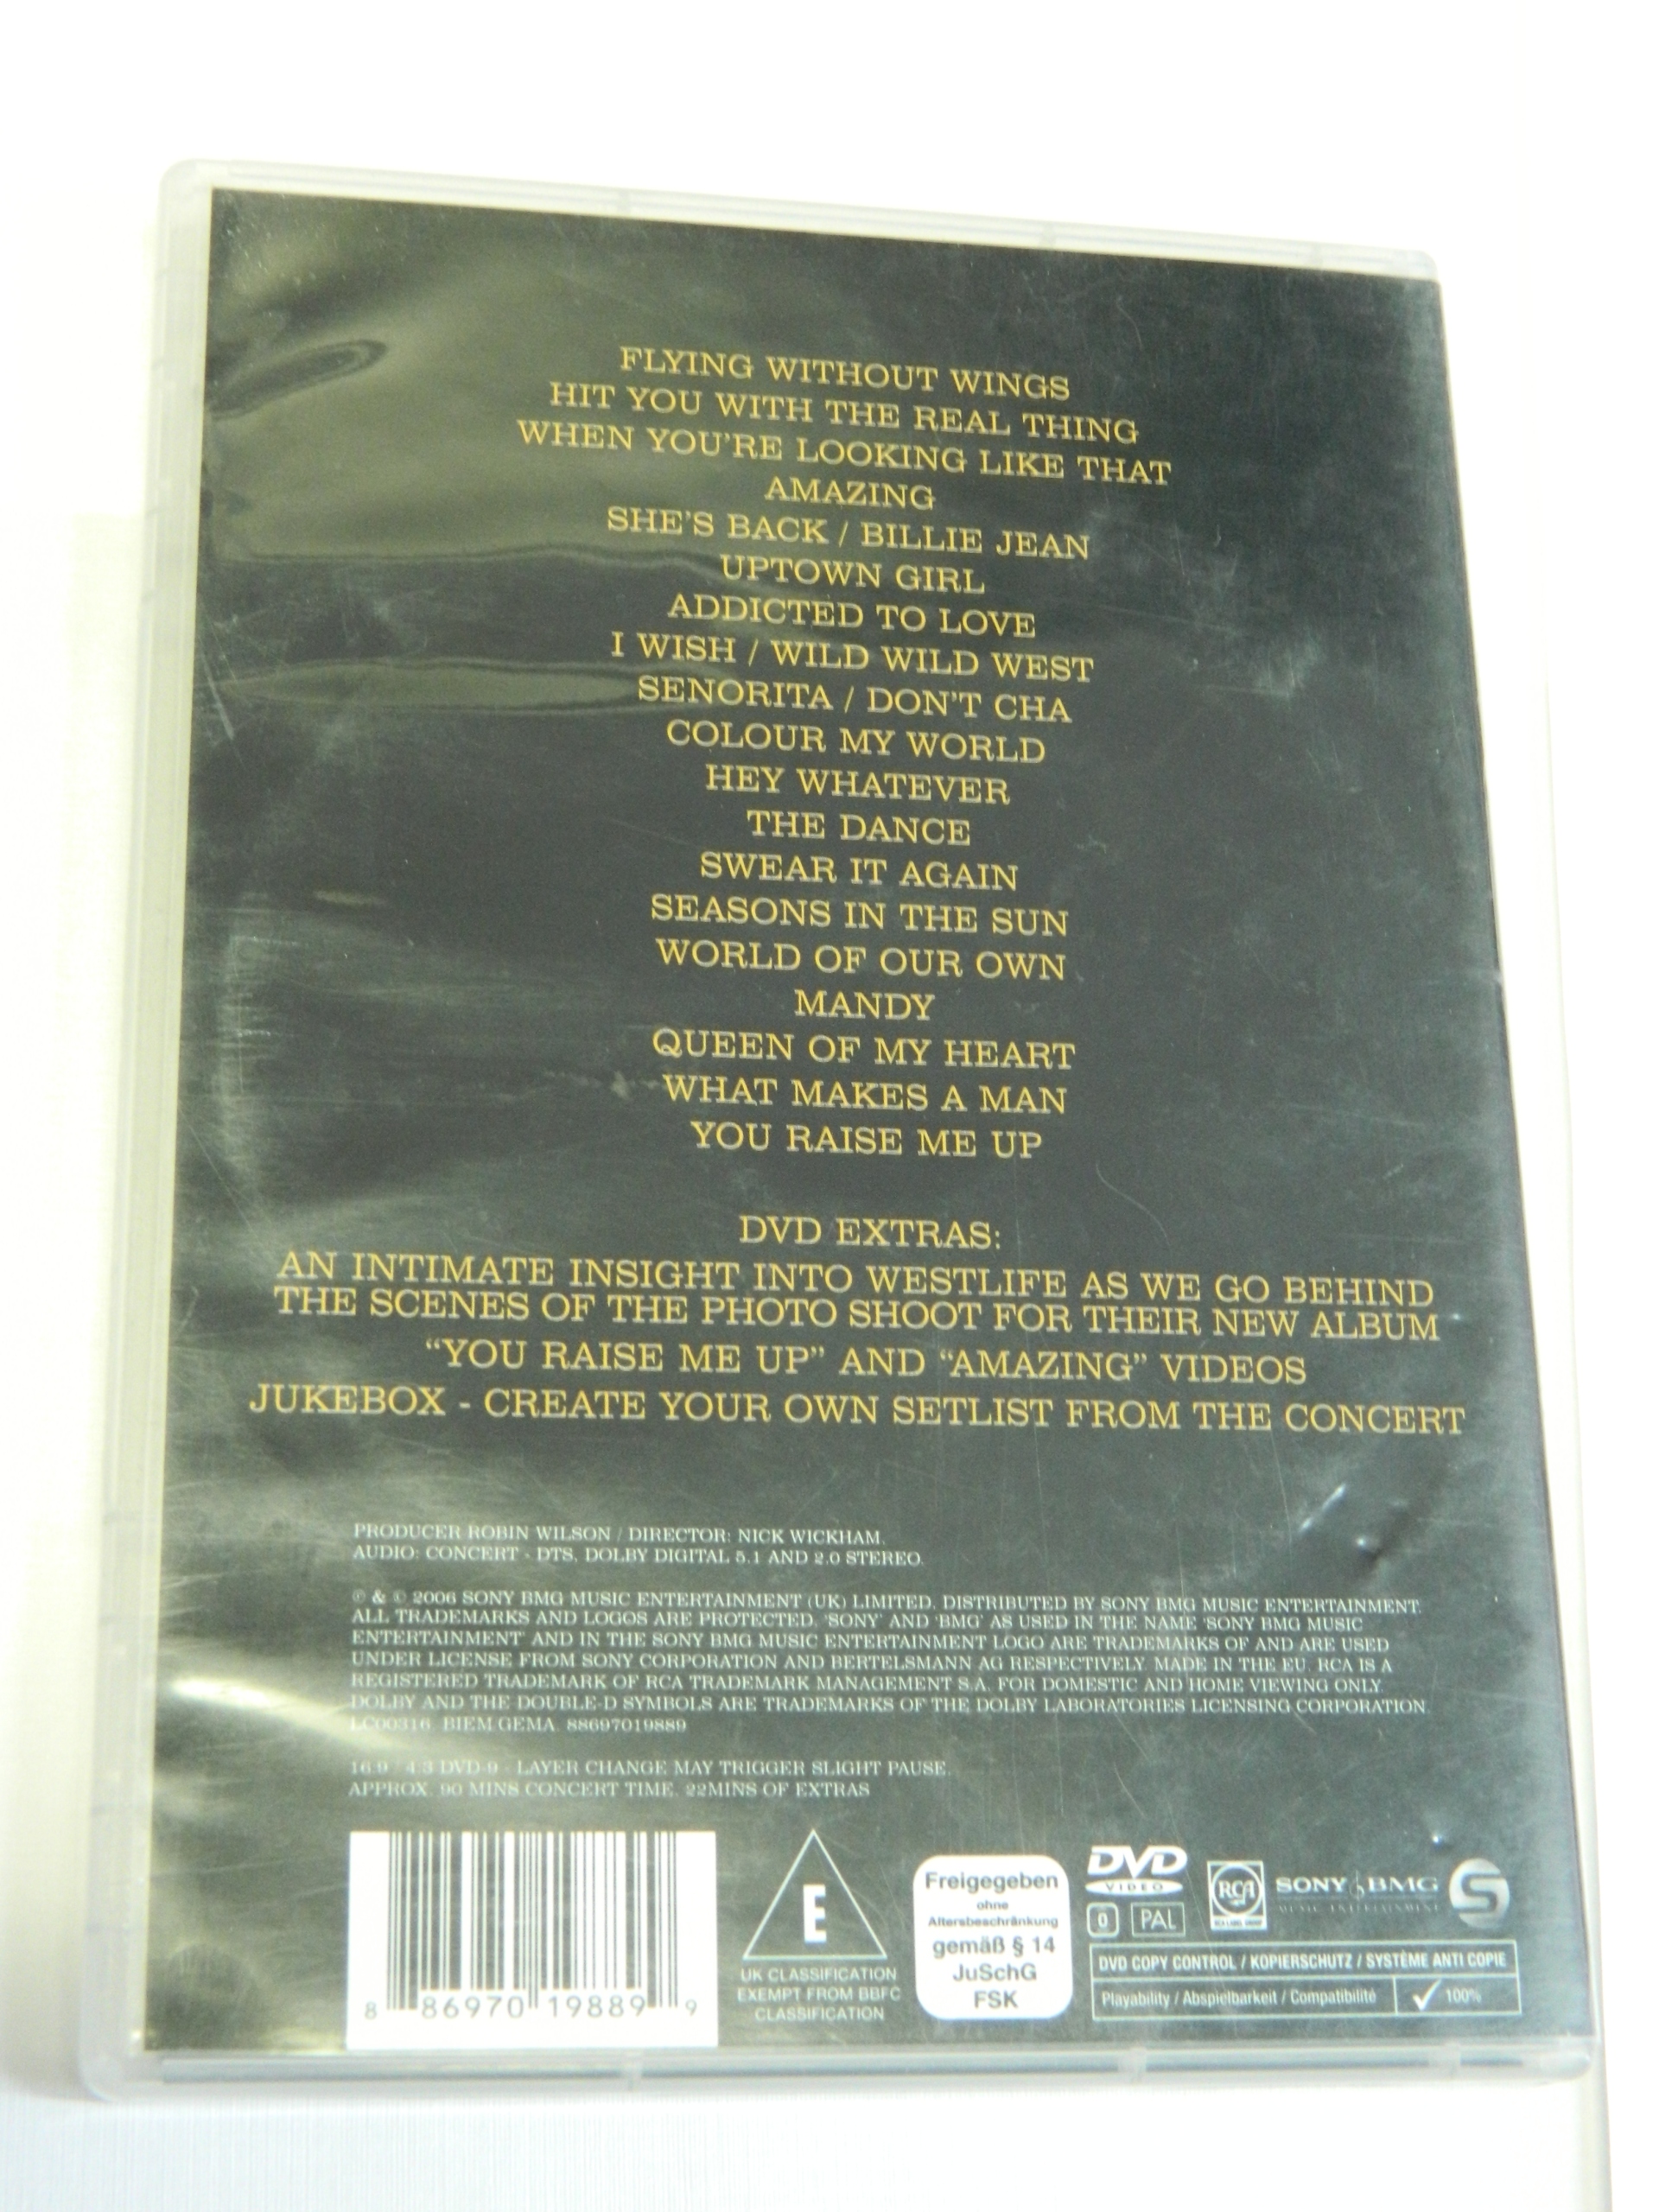 FLYING WITHOUT WINGS
HIT YOU WITH THE REAL THING
WHEN YOU'RE LOOKING LIKE THAT
AMAZING
SHE'S BACK / BILLIE JEAN
UPTOWN GIRL
ADDICTED TO LOVE
I WISH / WILD WILD WEST
SENORITA / DON'T CHA
COLOUR MY WORLD
HEY WHATEVER
THE DANCE
SWEAR IT AGAIN
SEASONS IN THE SUN
WORLD OF OUR OWN
MANDY
QUEEN OF MY HEART
WHAT MAKES A MAN
YOU RAISE ME UP
DVD EXTRAS:
AN INTIMATE INSIGHT INTO WESTLIFE AS WE GO BEHIND
THE SCENES OF THE PHOTO SHOOT FOR THEIR NEW ALBUM
"YOU RAISE ME UP" AND "AMAZING" VIDEOS
JUKEBOX - CREATE YOUR OWN SETLIST FROM THE CONCERT
PRODUCER ROBIN WILSON / DIRECTOR: NICK WICKHAM.
AUDIO: CONCERT - DTS, DOLBY DIGITAL 5.1 AND 2.0 STEREO.
℗ & © 2006 SONY BMG MUSIC ENTERTAINMENT (UK) LIMITED. DISTRIBUTED BY SONY BMG MUSIC ENTERTAINMENT.
ALL TRADEMARKS AND LOGOS ARE PROTECTED. 'SONY' AND 'BMG' AS USED IN THE NAME 'SONY BMG MUSIC
ENTERTAINMENT' AND IN THE SONY BMG MUSIC ENTERTAINMENT LOGO ARE TRADEMARKS OF AND ARE USED
UNDER LICENSE FROM SONY CORPORATION AND BERTELSMANN AG RESPECTIVELY. MADE IN THE EU. RCA IS A
REGISTERED TRADEMARK OF RCA TRADEMARK MANAGEMENT S.A. FOR DOMESTIC AND HOME VIEWING ONLY.
DOLBY AND THE DOUBLE-D SYMBOLS ARE TRADEMARKS OF THE DOLBY LABORATORIES LICENSING CORPORATION.
LC00316. BIEM GEMA. 88697019889
16:9 / 4:3 DVD-9 - LAYER CHANGE MAY TRIGGER SLIGHT PAUSE.
APPROX. 90 MINS CONCERT TIME. 22MINS OF EXTRAS
8 86970 19889 9
E
UK CLASSIFICATION
EXEMPT FROM BBFC
CLASSIFICATION
Freigegeben
ohne
Altersbeschränkung
gemäß § 14
JuSchG
FSK
DVD
VIDEO
0 PAL
RCA
RCA LABEL GROUP
SONY BMG
MUSIC ENTERTAINMENT
S
DVD COPY CONTROL / KOPIERSCHUTZ / SYSTÈME ANTI COPIE
Playability / Abspielbarkeit / Compatibilité 100%